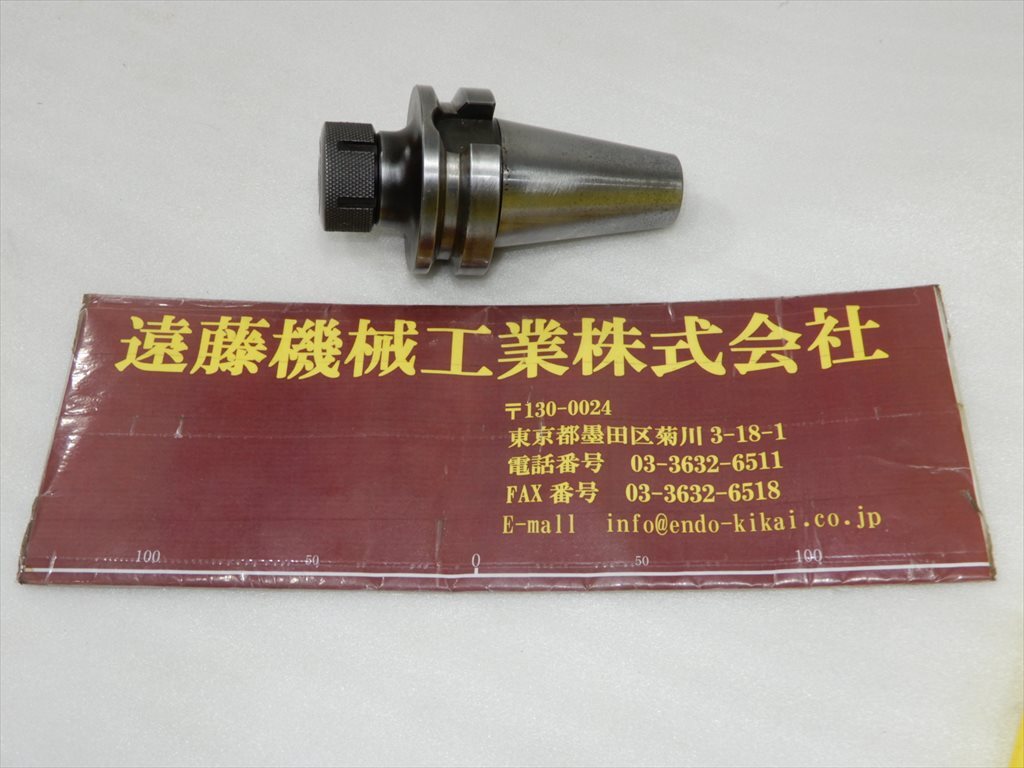 遠藤機械工業株式会社
〒130-0024
東京都墨田区菊川 3-18-1
電話番号 03-3632-6511
FAX 番号 03-3632-6518
E-mall info@endo-kikai.co.jp
100 50 0 50 100